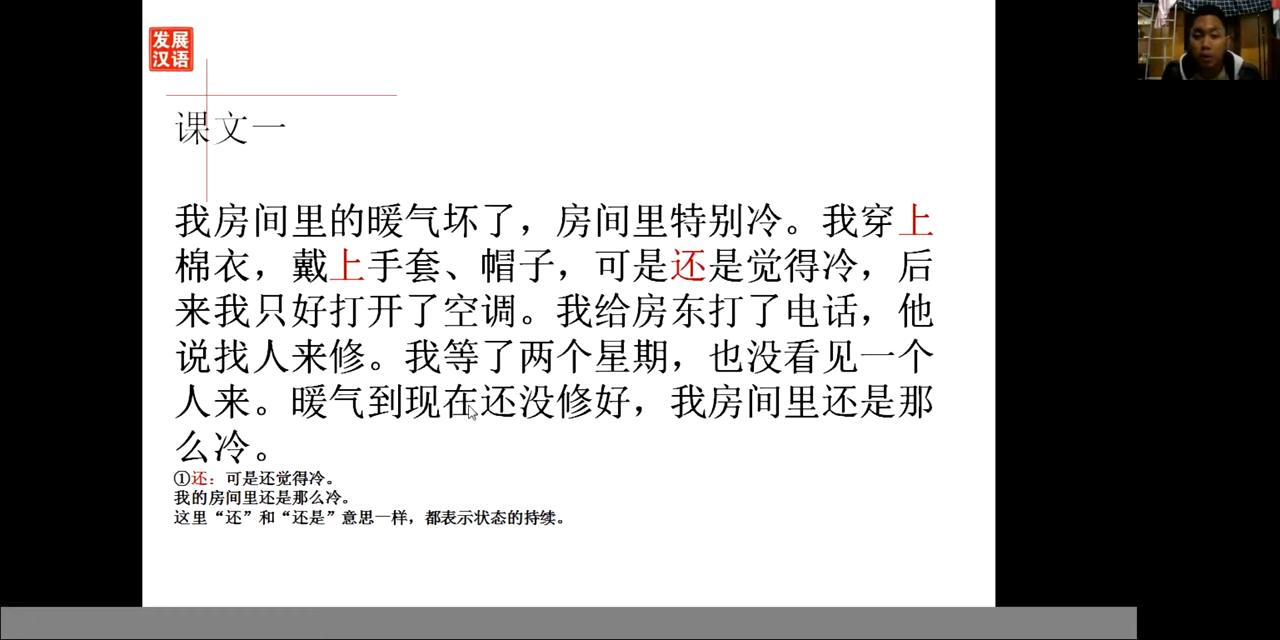 发展
汉语
课文一
我房间里的暖气坏了，房间里特别冷。我穿上
棉衣，戴上手套、帽子，可是还是觉得冷，后
来我只好打开了空调。我给房东打了电话，他
说找人来修。我等了两个星期，也没看见一个
人来。暖气到现在还没修好，我房间里还是那
么冷。
①还：可是还觉得冷。
我的房间里还是那么冷。
这里“还”和“还是”意思一样，都表示状态的持续。